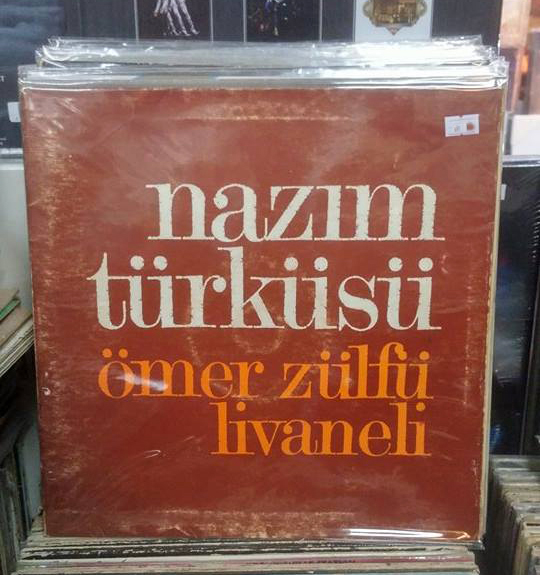 nazım
türküsü
ömer zülfü
livaneli